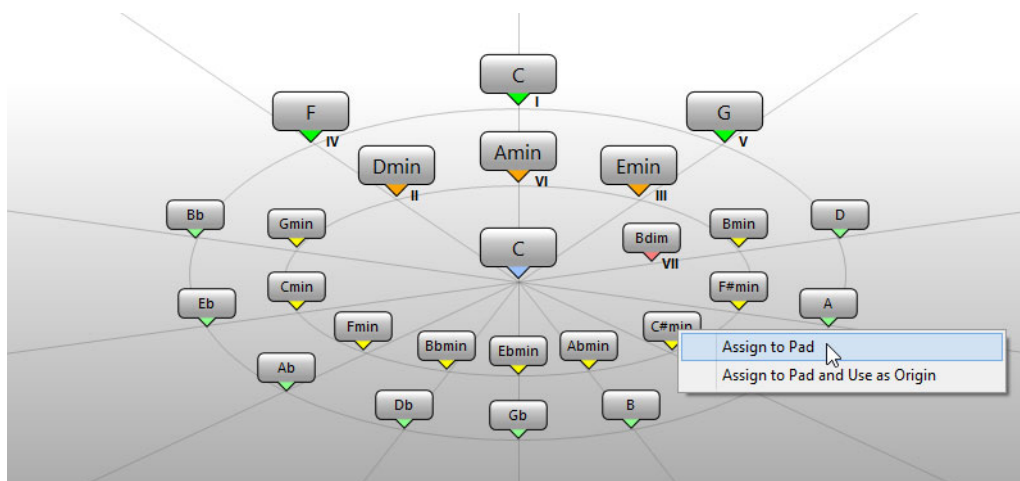 C
I
F
IV
G
V
Dmin
II
Amin
VI
Emin
III
Bb
Gmin
C
Bdim
VII
Bmin
D
Eb
Cmin
F#min
A
Fmin
Bbmin
Ebmin
Abmin
C#min
Assign to Pad
Assign to Pad and Use as Origin
Ab
Db
Gb
B